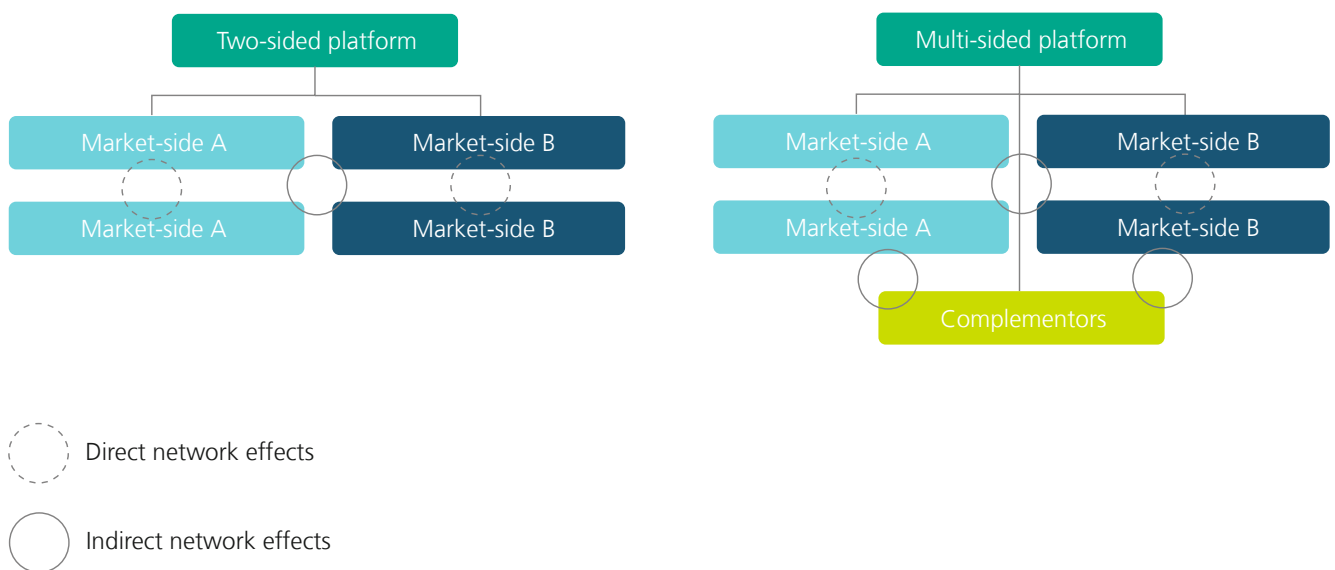 Two-sided platform
Market-side A
Market-side B
Market-side A
Market-side B
Multi-sided platform
Market-side A
Market-side B
Market-side A
Market-side B
Complementors
Direct network effects
Indirect network effects